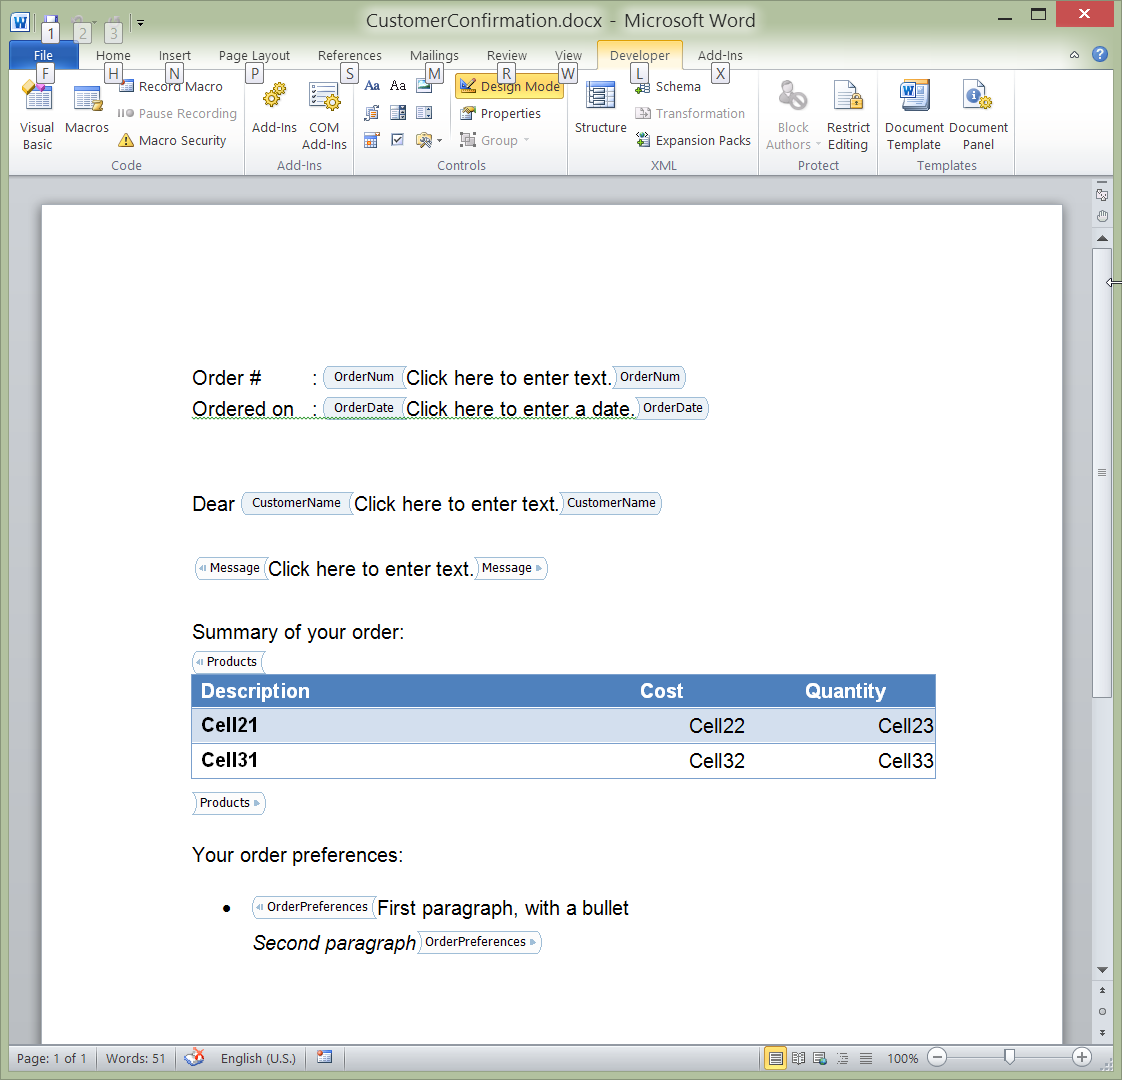 CustomerConfirmation.docx - Microsoft Word
1 2 3
File Home Insert Page Layout References Mailings Review View Developer Add-Ins
F H N P S M R W L X
Visual Basic
Macros
Record Macro
Pause Recording
Macro Security
Code
Add-Ins
COM Add-Ins
Add-Ins
Aa Aa
Design Mode
Properties
Group
Controls
Structure
Schema
Transformation
Expansion Packs
XML
Block Authors
Restrict Editing
Protect
Document Template
Document Panel
Templates
Order # : OrderNum Click here to enter text. OrderNum
Ordered on : OrderDate Click here to enter a date. OrderDate
Dear CustomerName Click here to enter text. CustomerName
Message Click here to enter text. Message
Summary of your order:
Products
Description Cost Quantity
Cell21 Cell22 Cell23
Cell31 Cell32 Cell33
Products
Your order preferences:
• OrderPreferences First paragraph, with a bullet
Second paragraph OrderPreferences
Page: 1 of 1 Words: 51 English (U.S.) 100%